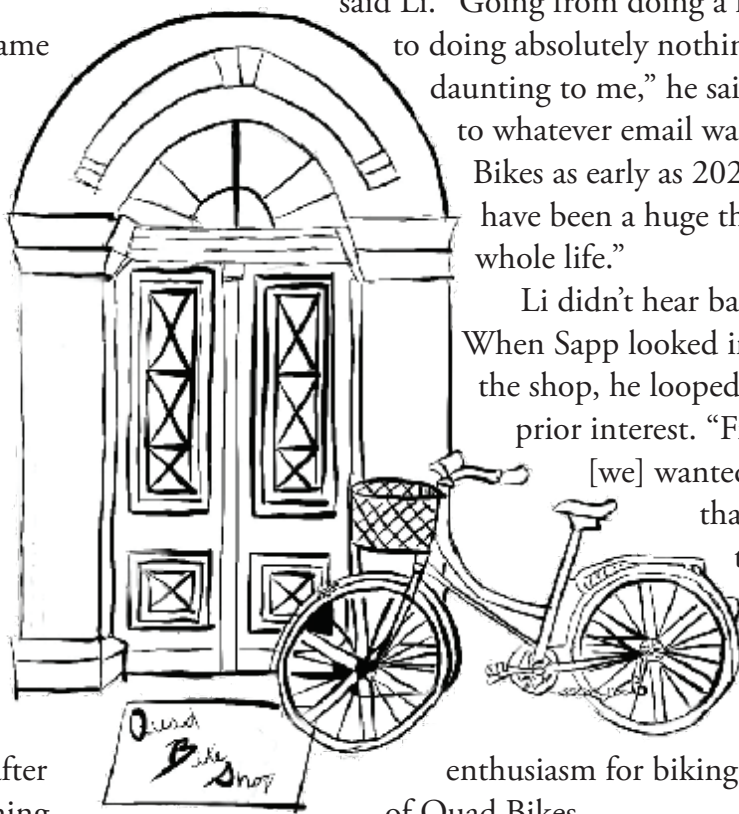 said Li. “Going from doing a
ame
to doing absolutely nothin
daunting to me,” he sai
to whatever email wa
Bikes as early as 202
have been a huge th
whole life.”
Li didn’t hear ba
When Sapp looked i
the shop, he looped
prior interest. “F
[we] wanted
tha
t
Quad
Bike
Shop
fter
ning
enthusiasm for biking
of Quad Bikes